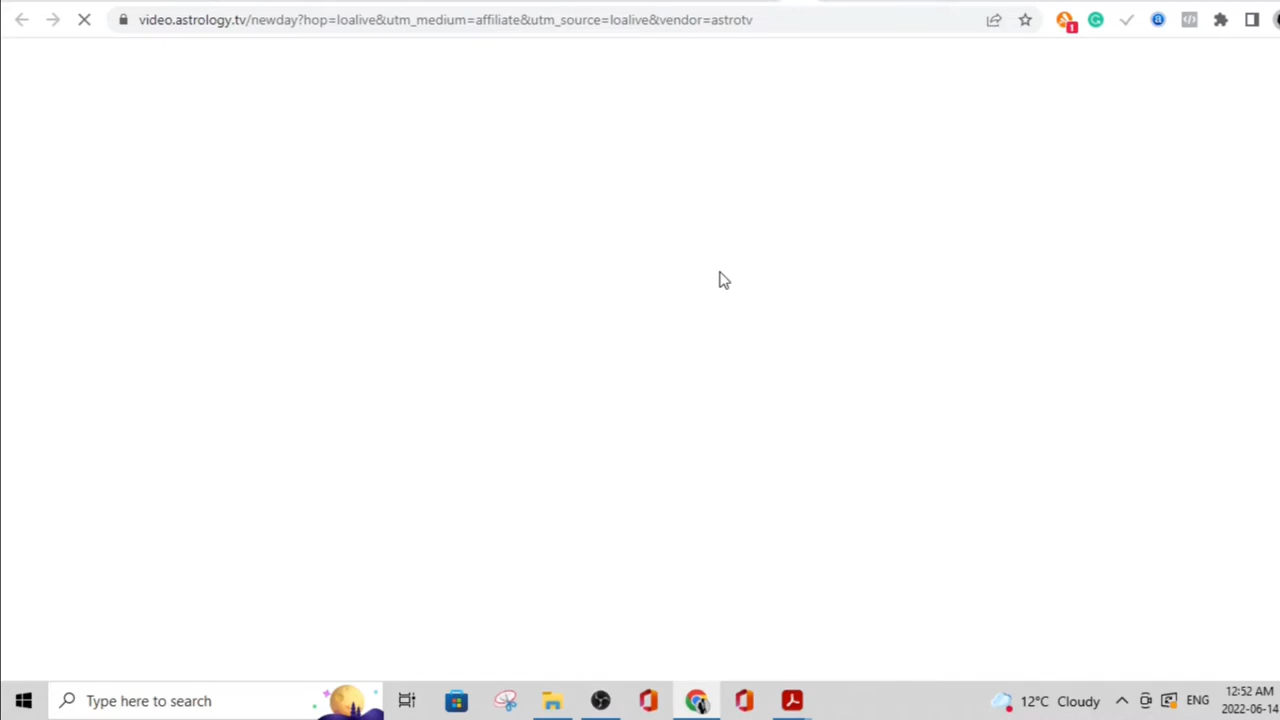 video.astrology.tv/newday?hop=loalive&utm_medium=affiliate&utm_source=loalive&vendor=astrotv
1
Type here to search
12°C Cloudy
ENG
12:52 AM
2022-06-14